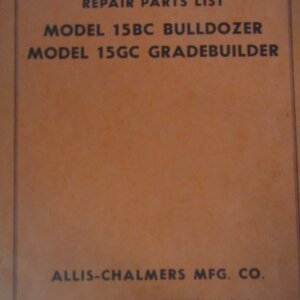 REPAIR PARTS LIST
MODEL 15BC BULLDOZER
MODEL 15GC GRADEBUILDER
ALLIS-CHALMERS MFG. CO.